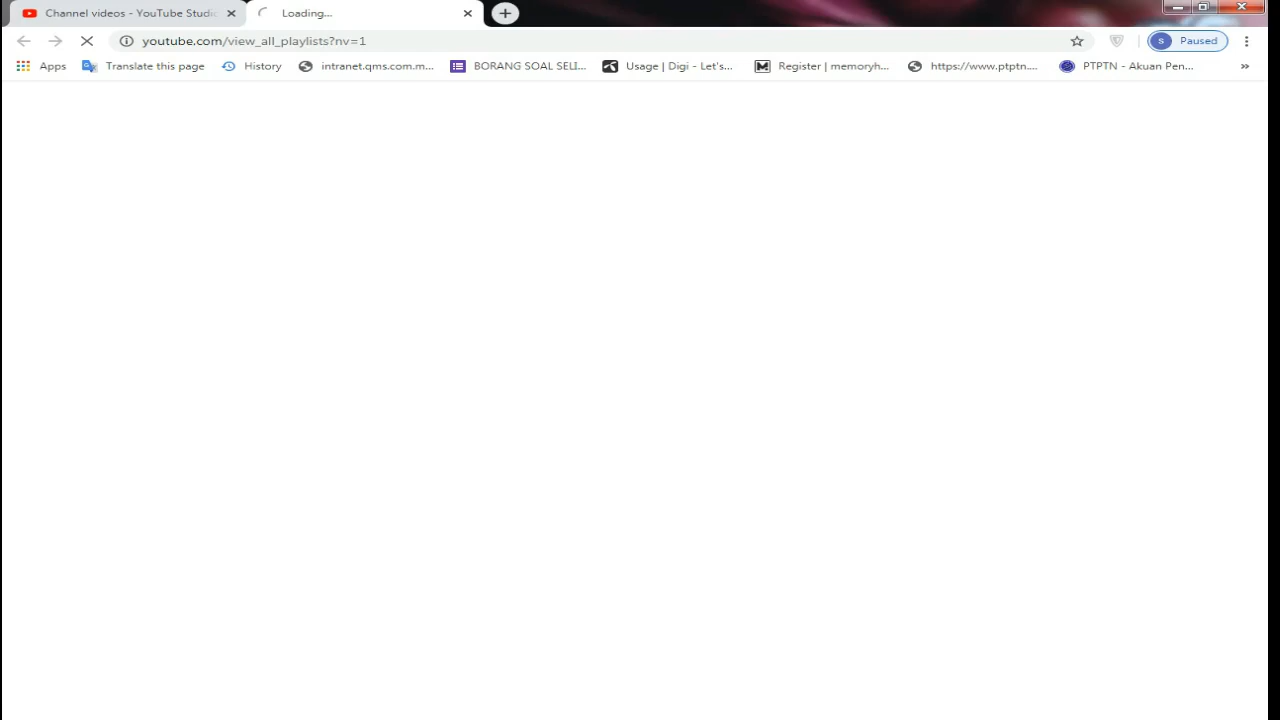 Channel videos - YouTube Studi
Loading...
youtube.com/view_all_playlists?nv=1
S Paused
Apps Translate this page History intranet.qms.com.m... BORANG SOAL SELI... Usage | Digi - Let's... Register | memoryh... https://www.ptptn.... PTPTN - Akuan Pen... »